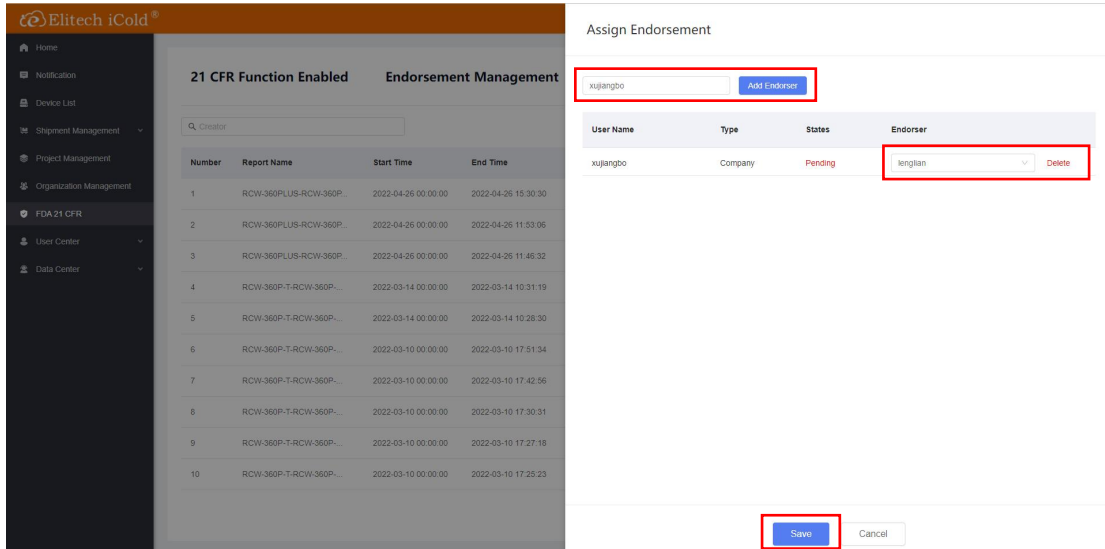 Elitech iCold®
Home
Notification
Device List
Shipment Management
Project Management
Organization Management
FDA 21 CFR
User Center
Data Center
21 CFR Function Enabled Endorsement Management
Creator
Number Report Name Start Time End Time
1 RCW-360PLUS-RCW-360P... 2022-04-26 00:00:00 2022-04-26 15:30:30
2 RCW-360PLUS-RCW-360P... 2022-04-26 00:00:00 2022-04-26 11:53:06
3 RCW-360PLUS-RCW-360P... 2022-04-26 00:00:00 2022-04-26 11:46:32
4 RCW-360P-T-RCW-360P-... 2022-03-14 00:00:00 2022-03-14 10:31:19
5 RCW-360P-T-RCW-360P-... 2022-03-14 00:00:00 2022-03-14 10:28:30
6 RCW-360P-T-RCW-360P-... 2022-03-10 00:00:00 2022-03-10 17:51:34
7 RCW-360P-T-RCW-360P-... 2022-03-10 00:00:00 2022-03-10 17:42:56
8 RCW-360P-T-RCW-360P-... 2022-03-10 00:00:00 2022-03-10 17:30:31
9 RCW-360P-T-RCW-360P-... 2022-03-10 00:00:00 2022-03-10 17:27:18
10 RCW-360P-T-RCW-360P-... 2022-03-10 00:00:00 2022-03-10 17:25:23
Assign Endorsement
xujiangbo Add Endorser
User Name Type States Endorser
xujiangbo Company Pending lenglian Delete
Save Cancel